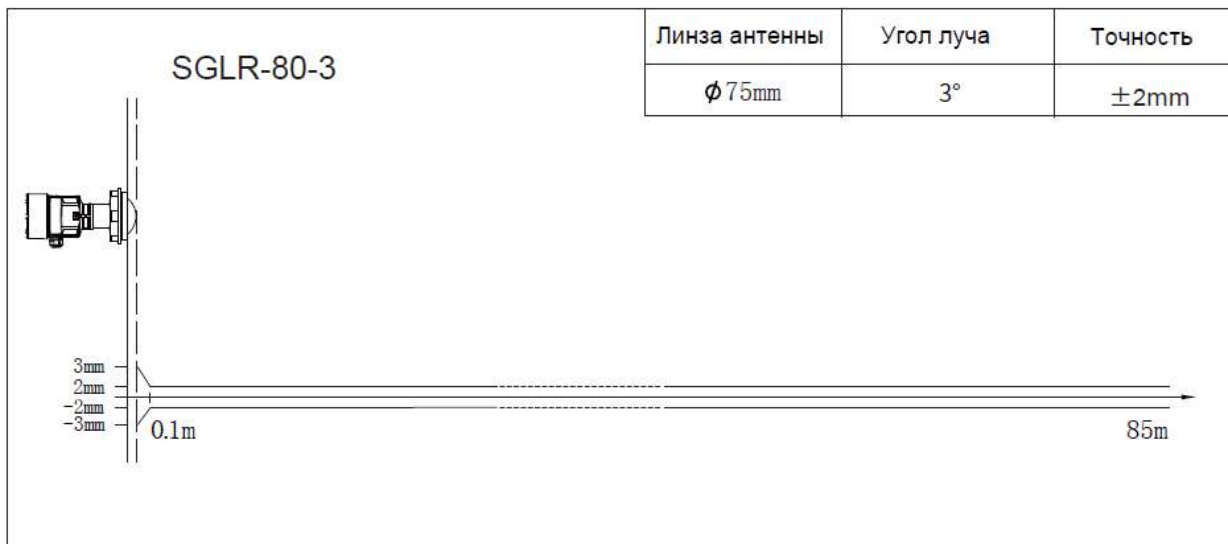 SGLR-80-3
Линза антенны Угол луча Точность
ϕ75mm 3° ±2mm
3mm
2mm
-2mm
-3mm
0.1m 85m